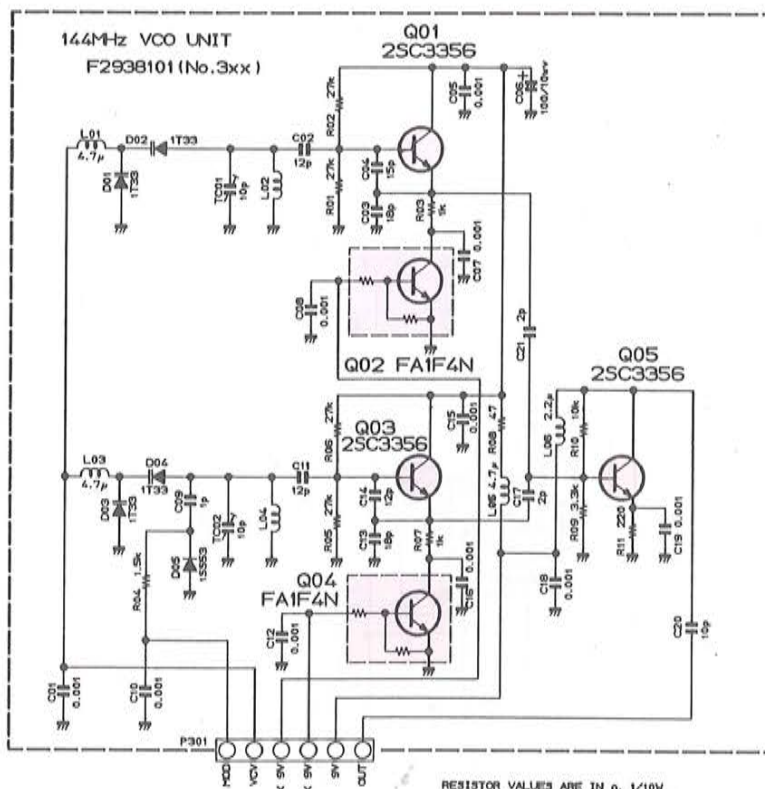 144MHz VCO UNIT
F2938101(No.3xx)
Q01
2SC3356
L01
4.7μ
D02
1T33
D01
1T33
TC01
10p
L02
C02
12p
R02
27k
R01
27k
C04
15p
C03
18p
R03
1k
C05
0.001
C06
100/10wv
C07
0.001
C08
0.001
Q02 FA1F4N
C21
2p
Q05
2SC3356
L03
4.7μ
D04
1T33
D03
1T33
C09
1p
D05
1SS53
R04
1.5k
TC02
10p
L04
C11
12p
R06
27k
R05
27k
Q03
2SC3356
C14
12p
C13
18p
R07
1k
C15
0.001
R08
47
L05
4.7μ
C17
2p
L06
2.2μ
R10
10k
R09
3.3k
R11
220
C19
0.001
C18
0.001
C20
10p
C16
0.001
Q04
FA1F4N
C12
0.001
C01
0.001
C10
0.001
P301
MOD
VCV
9V
9V
9V
OUT
RESISTOR VALUES ARE IN
1/10W